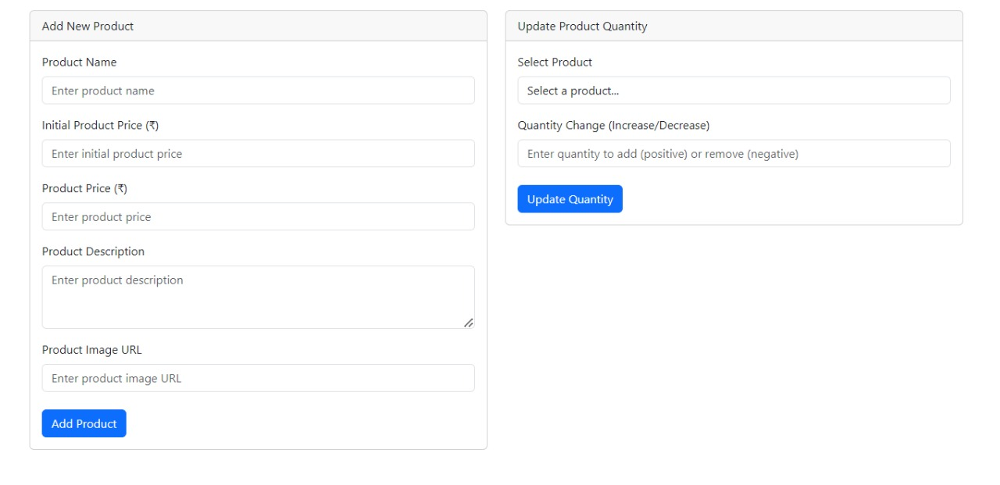 Add New Product
Product Name
Enter product name
Initial Product Price (₹)
Enter initial product price
Product Price (₹)
Enter product price
Product Description
Enter product description
Product Image URL
Enter product image URL
Add Product
Update Product Quantity
Select Product
Select a product...
Quantity Change (Increase/Decrease)
Enter quantity to add (positive) or remove (negative)
Update Quantity